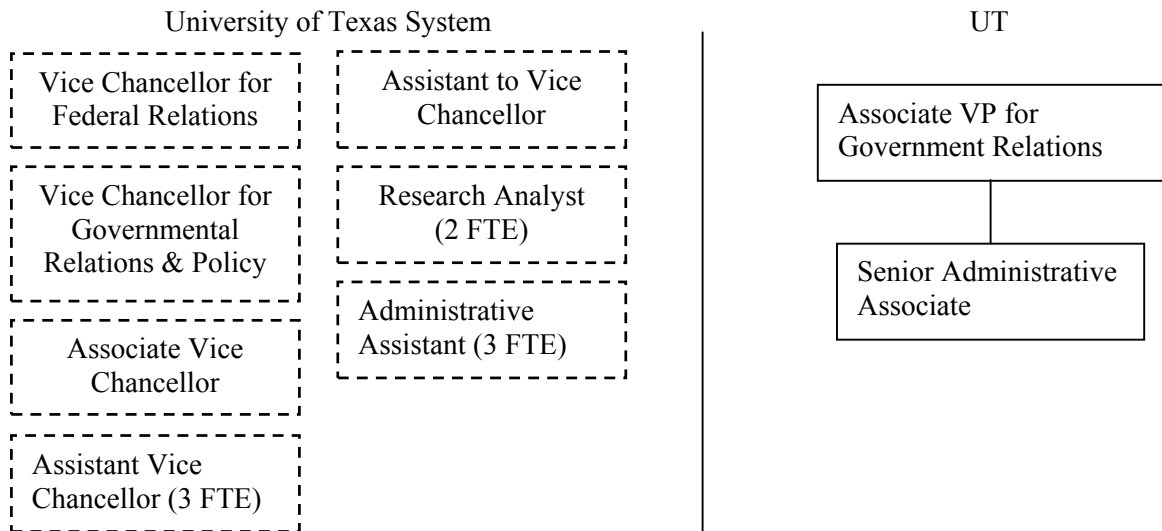 University of Texas System
Vice Chancellor for
Federal Relations
Vice Chancellor for
Governmental
Relations & Policy
Associate Vice
Chancellor
Assistant Vice
Chancellor (3 FTE)
Assistant to Vice
Chancellor
Research Analyst
(2 FTE)
Administrative
Assistant (3 FTE)
UT
Associate VP for
Government Relations
Senior Administrative
Associate